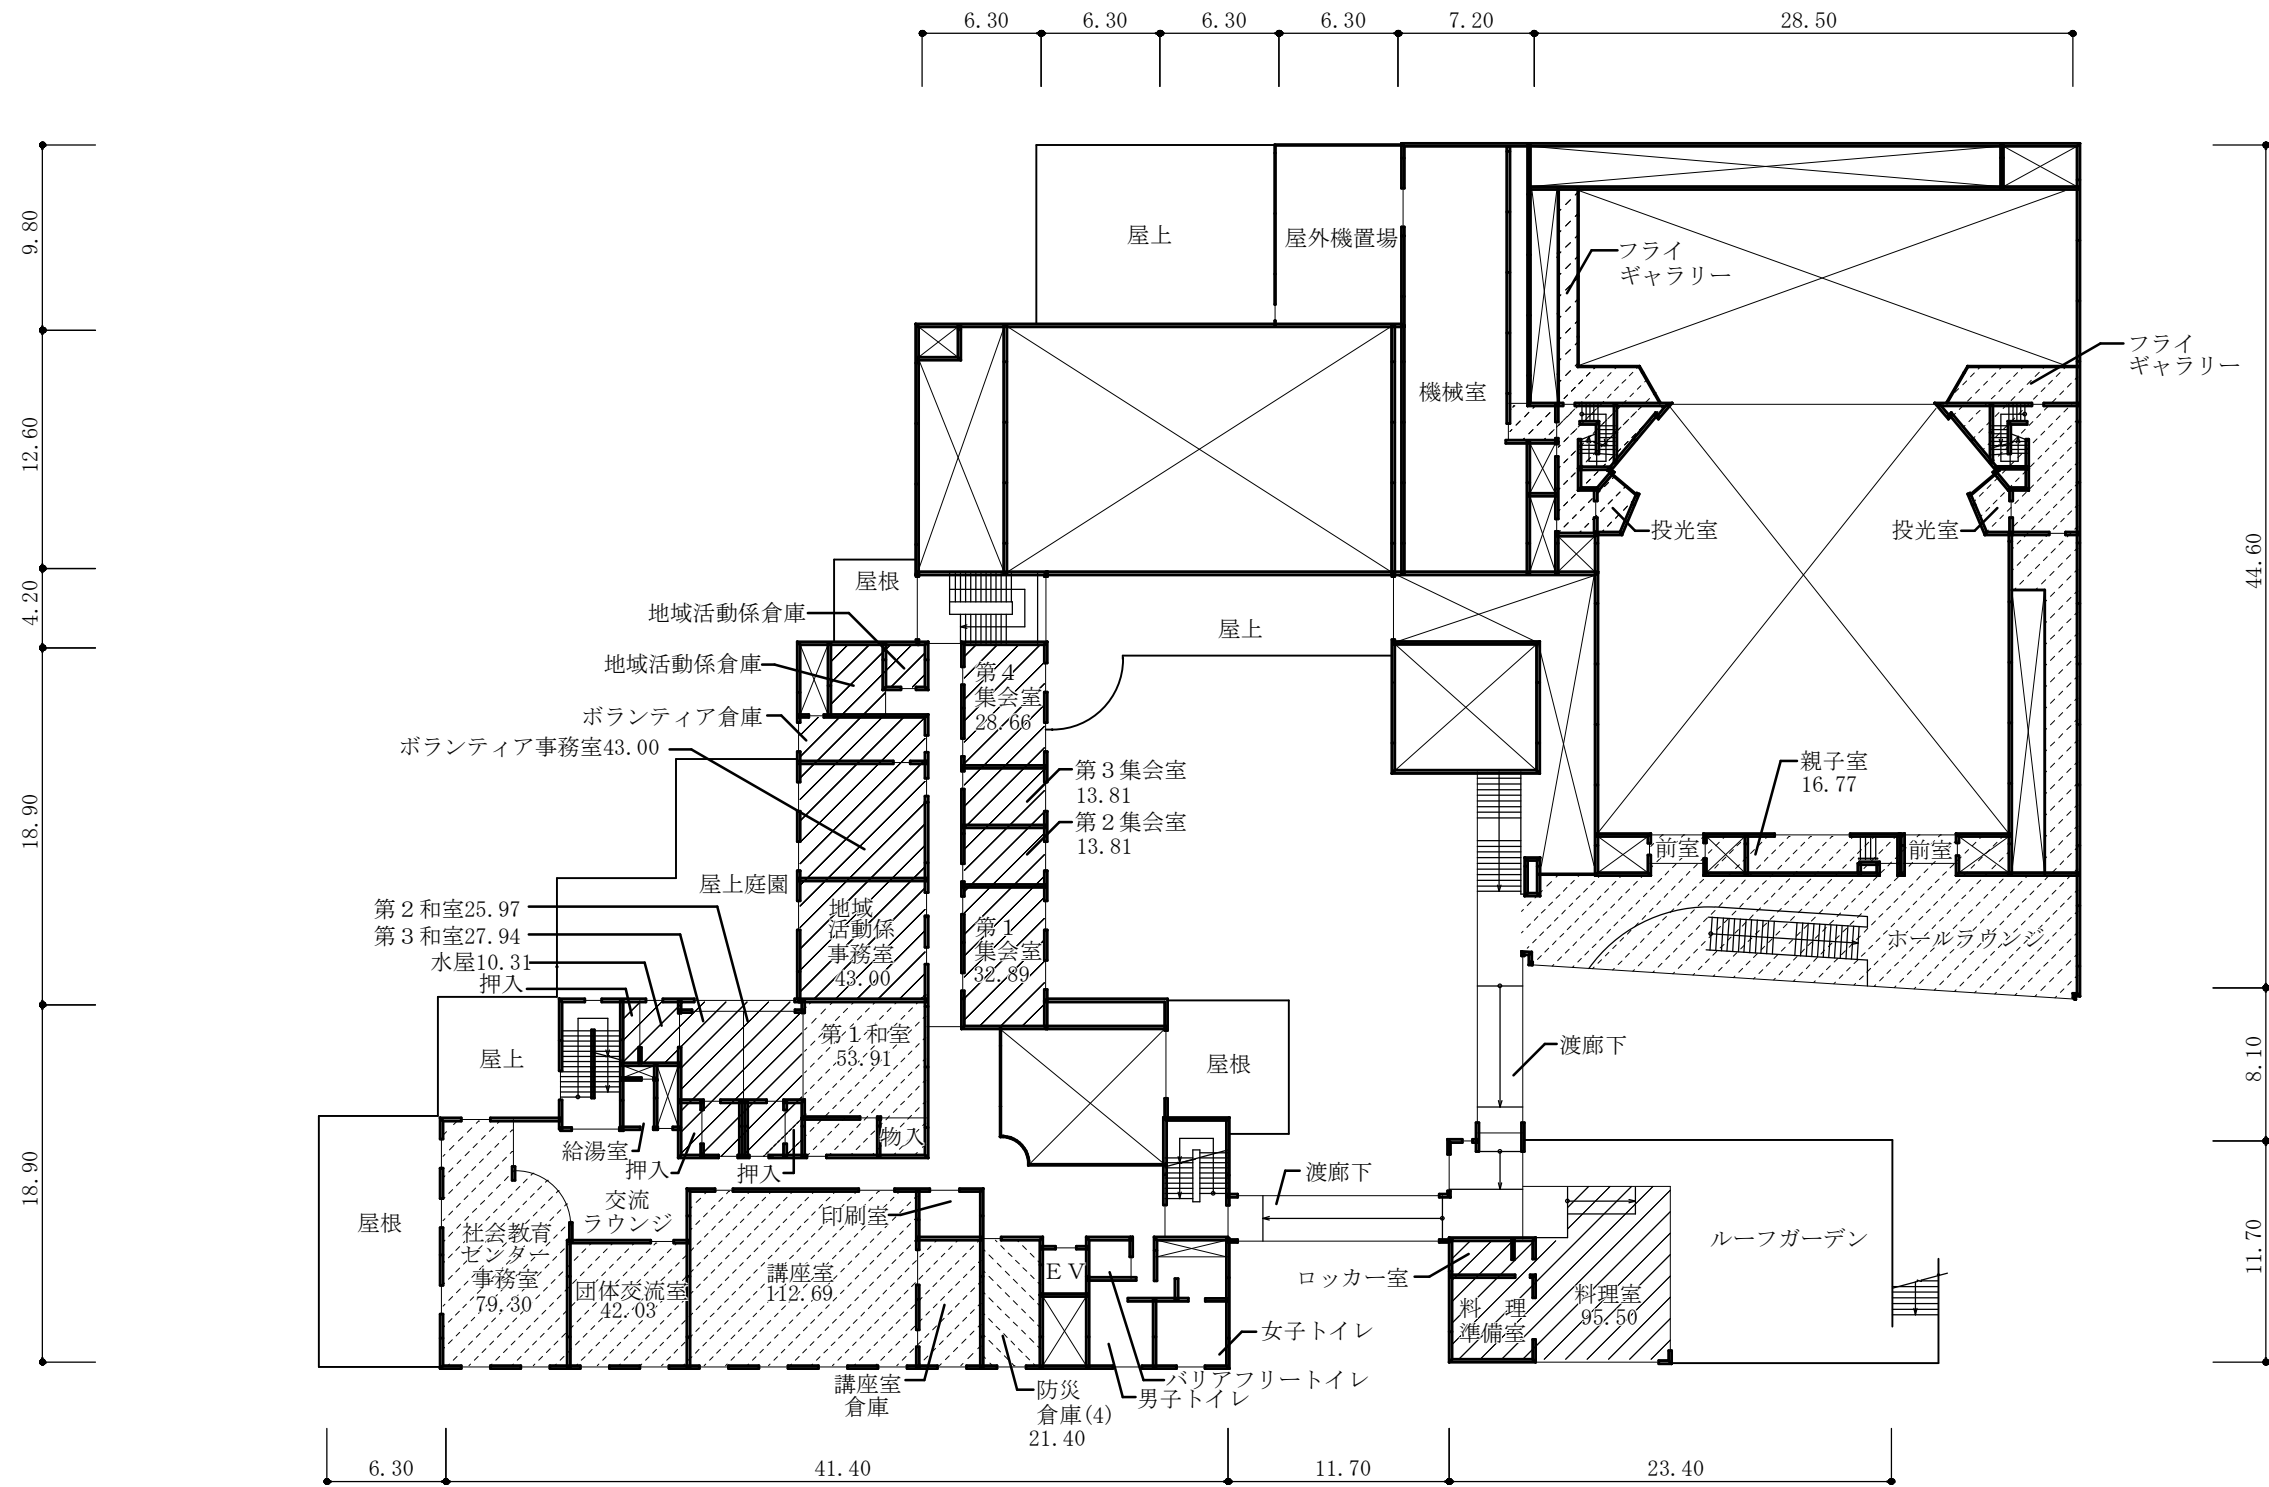 6.30
6.30
6.30
6.30
7.20
28.50
9.80
12.60
4.20
18.90
18.90
44.60
8.10
11.70
屋上
屋外機置場
フライ
ギャラリー
フライ
ギャラリー
機械室
投光室
投光室
屋根
地域活動係倉庫
屋上
地域活動係倉庫
第４
集会室
28.66
ボランティア倉庫
ボランティア事務室43.00
第３集会室
13.81
第２集会室
13.81
親子室
16.77
前室
前室
屋上庭園
第２和室25.97
第３和室27.94
水屋10.31
押入
地域
活動係
事務室
43.00
第１
集会室
32.89
ホールラウンジ
屋上
第１和室
53.91
屋根
渡廊下
給湯室
押入
押入
物入
渡廊下
屋根
交流
ラウンジ
印刷室
社会教育
センター
事務室
79.30
団体交流室
42.03
講座室
112.69
ＥＶ
ロッカー室
料　理
準備室
料理室
95.50
ルーフガーデン
女子トイレ
バリアフリートイレ
男子トイレ
講座室
倉庫
防災
倉庫(4)
21.40
6.30
41.40
11.70
23.40